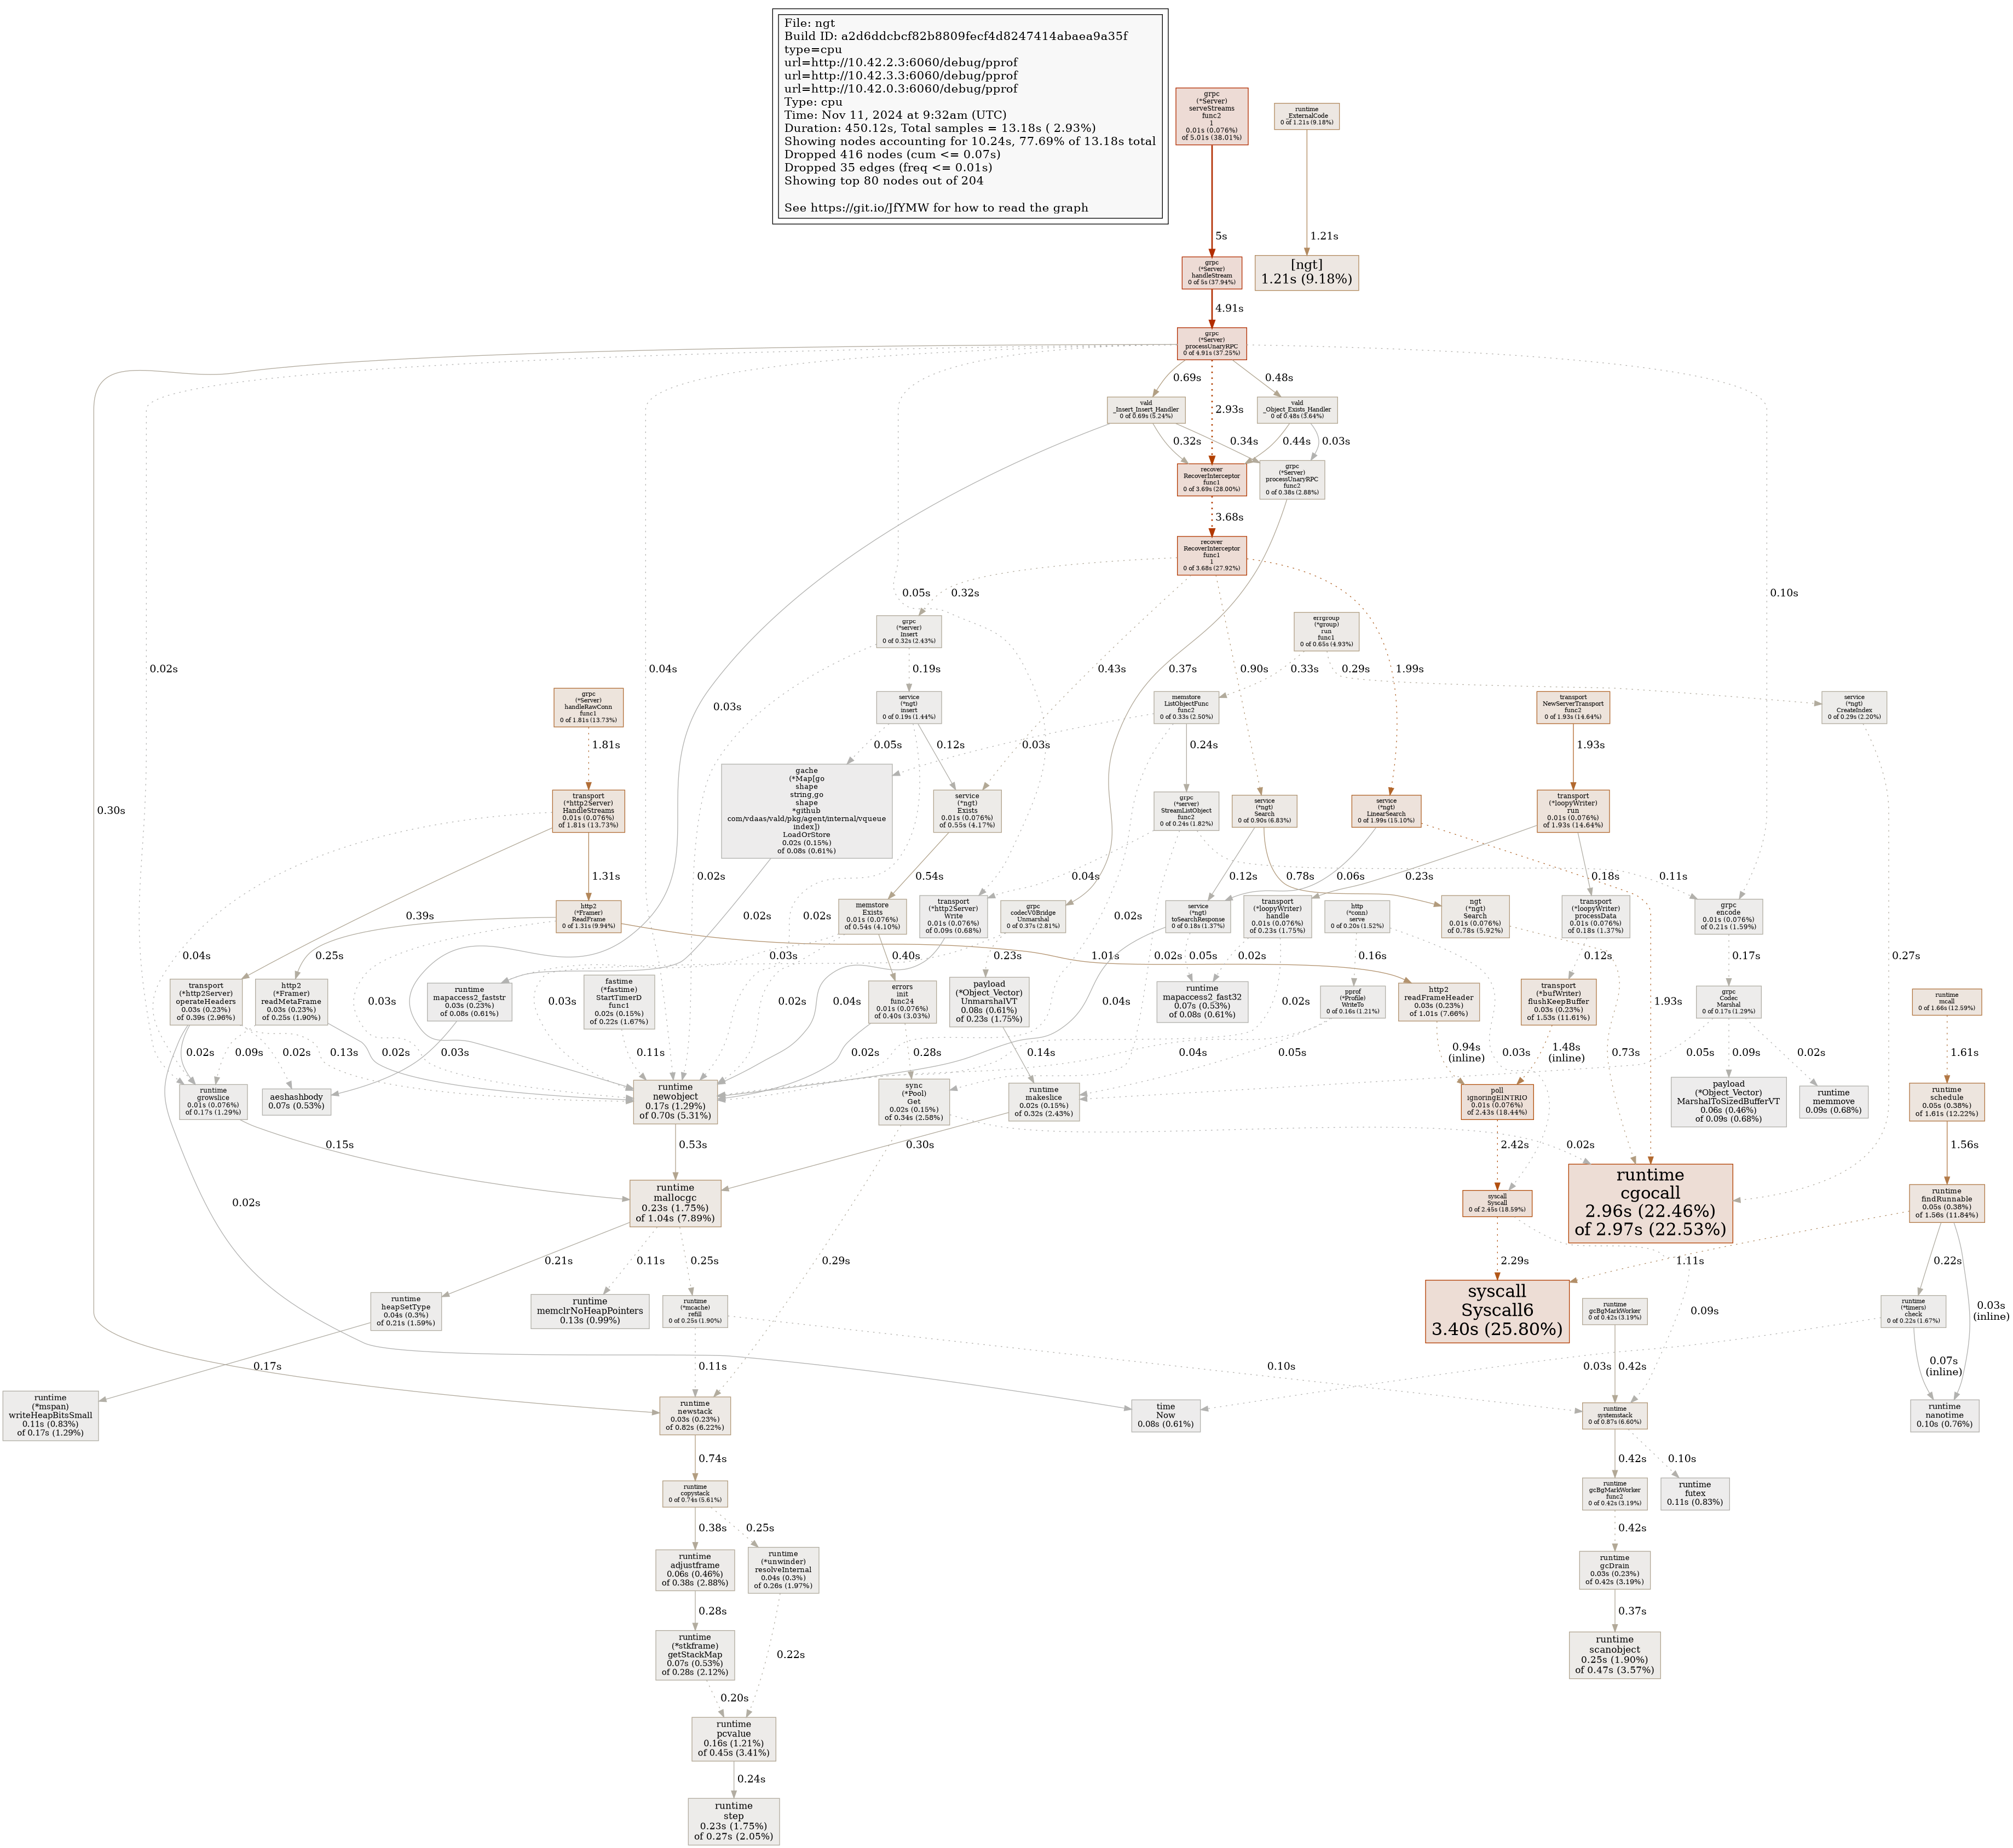 File: ngt
Build ID: a2d6ddcbcf82b8809fecf4d8247414abaea9a35f
type=cpu
url=http://10.42.2.3:6060/debug/pprof
url=http://10.42.3.3:6060/debug/pprof
url=http://10.42.0.3:6060/debug/pprof
Type: cpu
Time: Nov 11, 2024 at 9:32am (UTC)
Duration: 450.12s, Total samples = 13.18s ( 2.93%)
Showing nodes accounting for 10.24s, 77.69% of 13.18s total
Dropped 416 nodes (cum <= 0.07s)
Dropped 35 edges (freq <= 0.01s)
Showing top 80 nodes out of 204
See https://git.io/JfYMW for how to read the graph
grpc
(*Server)
serveStreams
func2
1
0.01s (0.076%)
of 5.01s (38.01%)
runtime
_ExternalCode
0 of 1.21s (9.18%)
5s
1.21s
grpc
(*Server)
handleStream
0 of 5s (37.94%)
[ngt]
1.21s (9.18%)
4.91s
grpc
(*Server)
processUnaryRPC
0 of 4.91s (37.25%)
0.69s
2.93s
0.48s
vald
_Insert_Insert_Handler
0 of 0.69s (5.24%)
vald
_Object_Exists_Handler
0 of 0.48s (3.64%)
0.32s
0.34s
0.44s
0.03s
recover
RecoverInterceptor
func1
0 of 3.69s (28.00%)
grpc
(*Server)
processUnaryRPC
func2
0 of 0.38s (2.88%)
3.68s
recover
RecoverInterceptor
func1
1
0 of 3.68s (27.92%)
0.05s
0.32s
0.10s
grpc
(*server)
Insert
0 of 0.32s (2.43%)
errgroup
(*group)
run
func1
0 of 0.65s (4.93%)
0.02s
0.04s
0.19s
0.43s
0.37s
0.90s
0.33s
1.99s
0.29s
grpc
(*Server)
handleRawConn
func1
0 of 1.81s (13.73%)
0.03s
service
(*ngt)
insert
0 of 0.19s (1.44%)
memstore
ListObjectFunc
func2
0 of 0.33s (2.50%)
transport
NewServerTransport
func2
0 of 1.93s (14.64%)
service
(*ngt)
CreateIndex
0 of 0.29s (2.20%)
1.81s
0.05s
0.12s
0.03s
0.24s
1.93s
0.30s
transport
(*http2Server)
HandleStreams
0.01s (0.076%)
of 1.81s (13.73%)
gache
(*Map[go
shape
string,go
shape
*github
com/vdaas/vald/pkg/agent/internal/vqueue
index])
LoadOrStore
0.02s (0.15%)
of 0.08s (0.61%)
service
(*ngt)
Exists
0.01s (0.076%)
of 0.55s (4.17%)
grpc
(*server)
StreamListObject
func2
0 of 0.24s (1.82%)
service
(*ngt)
Search
0 of 0.90s (6.83%)
service
(*ngt)
LinearSearch
0 of 1.99s (15.10%)
transport
(*loopyWriter)
run
0.01s (0.076%)
of 1.93s (14.64%)
1.31s
0.02s
0.54s
0.04s
0.12s
0.78s
0.06s
0.23s
0.18s
0.11s
0.39s
http2
(*Framer)
ReadFrame
0 of 1.31s (9.94%)
0.02s
memstore
Exists
0.01s (0.076%)
of 0.54s (4.10%)
transport
(*http2Server)
Write
0.01s (0.076%)
of 0.09s (0.68%)
grpc
codecV0Bridge
Unmarshal
0 of 0.37s (2.81%)
0.02s
service
(*ngt)
toSearchResponse
0 of 0.18s (1.37%)
transport
(*loopyWriter)
handle
0.01s (0.076%)
of 0.23s (1.75%)
http
(*conn)
serve
0 of 0.20s (1.52%)
ngt
(*ngt)
Search
0.01s (0.076%)
of 0.78s (5.92%)
transport
(*loopyWriter)
processData
0.01s (0.076%)
of 0.18s (1.37%)
grpc
encode
0.01s (0.076%)
of 0.21s (1.59%)
0.04s
0.25s
0.03s
0.40s
0.23s
1.01s
0.02s
0.05s
0.02s
0.16s
0.12s
0.17s
0.27s
transport
(*http2Server)
operateHeaders
0.03s (0.23%)
of 0.39s (2.96%)
http2
(*Framer)
readMetaFrame
0.03s (0.23%)
of 0.25s (1.90%)
0.03s
runtime
mapaccess2_faststr
0.03s (0.23%)
of 0.08s (0.61%)
0.03s
fastime
(*fastime)
StartTimerD
func1
0.02s (0.15%)
of 0.22s (1.67%)
0.02s
0.04s
errors
init
func24
0.01s (0.076%)
of 0.40s (3.03%)
payload
(*Object_Vector)
UnmarshalVT
0.08s (0.61%)
of 0.23s (1.75%)
0.04s
runtime
mapaccess2_fast32
0.07s (0.53%)
of 0.08s (0.61%)
0.02s
pprof
(*Profile)
WriteTo
0 of 0.16s (1.21%)
http2
readFrameHeader
0.03s (0.23%)
of 1.01s (7.66%)
transport
(*bufWriter)
flushKeepBuffer
0.03s (0.23%)
of 1.53s (11.61%)
grpc
Codec
Marshal
0 of 0.17s (1.29%)
runtime
mcall
0 of 1.66s (12.59%)
0.02s
0.09s
0.02s
0.13s
0.02s
0.03s
0.11s
0.02s
0.28s
0.14s
0.04s
0.05s
0.94s
(inline)
0.03s
1.48s
(inline)
0.73s
1.93s
0.05s
0.09s
0.02s
1.61s
runtime
growslice
0.01s (0.076%)
of 0.17s (1.29%)
aeshashbody
0.07s (0.53%)
runtime
newobject
0.17s (1.29%)
of 0.70s (5.31%)
sync
(*Pool)
Get
0.02s (0.15%)
of 0.34s (2.58%)
runtime
makeslice
0.02s (0.15%)
of 0.32s (2.43%)
poll
ignoringEINTRIO
0.01s (0.076%)
of 2.43s (18.44%)
payload
(*Object_Vector)
MarshalToSizedBufferVT
0.06s (0.46%)
of 0.09s (0.68%)
runtime
memmove
0.09s (0.68%)
runtime
schedule
0.05s (0.38%)
of 1.61s (12.22%)
0.15s
0.53s
0.30s
2.42s
0.02s
1.56s
0.02s
runtime
mallocgc
0.23s (1.75%)
of 1.04s (7.89%)
syscall
Syscall
0 of 2.45s (18.59%)
runtime
cgocall
2.96s (22.46%)
of 2.97s (22.53%)
runtime
findRunnable
0.05s (0.38%)
of 1.56s (11.84%)
0.21s
0.11s
0.25s
0.29s
2.29s
1.11s
0.22s
runtime
heapSetType
0.04s (0.3%)
of 0.21s (1.59%)
runtime
memclrNoHeapPointers
0.13s (0.99%)
runtime
(*mcache)
refill
0 of 0.25s (1.90%)
syscall
Syscall6
3.40s (25.80%)
runtime
gcBgMarkWorker
0 of 0.42s (3.19%)
0.09s
runtime
(*timers)
check
0 of 0.22s (1.67%)
0.03s
(inline)
0.17s
0.11s
0.10s
0.03s
0.42s
0.07s
(inline)
runtime
(*mspan)
writeHeapBitsSmall
0.11s (0.83%)
of 0.17s (1.29%)
runtime
newstack
0.03s (0.23%)
of 0.82s (6.22%)
time
Now
0.08s (0.61%)
runtime
systemstack
0 of 0.87s (6.60%)
runtime
nanotime
0.10s (0.76%)
0.74s
0.42s
0.10s
runtime
copystack
0 of 0.74s (5.61%)
runtime
gcBgMarkWorker
func2
0 of 0.42s (3.19%)
runtime
futex
0.11s (0.83%)
0.38s
0.25s
0.42s
runtime
adjustframe
0.06s (0.46%)
of 0.38s (2.88%)
runtime
(*unwinder)
resolveInternal
0.04s (0.3%)
of 0.26s (1.97%)
runtime
gcDrain
0.03s (0.23%)
of 0.42s (3.19%)
0.28s
0.37s
runtime
(*stkframe)
getStackMap
0.07s (0.53%)
of 0.28s (2.12%)
0.22s
runtime
scanobject
0.25s (1.90%)
of 0.47s (3.57%)
0.20s
runtime
pcvalue
0.16s (1.21%)
of 0.45s (3.41%)
0.24s
runtime
step
0.23s (1.75%)
of 0.27s (2.05%)